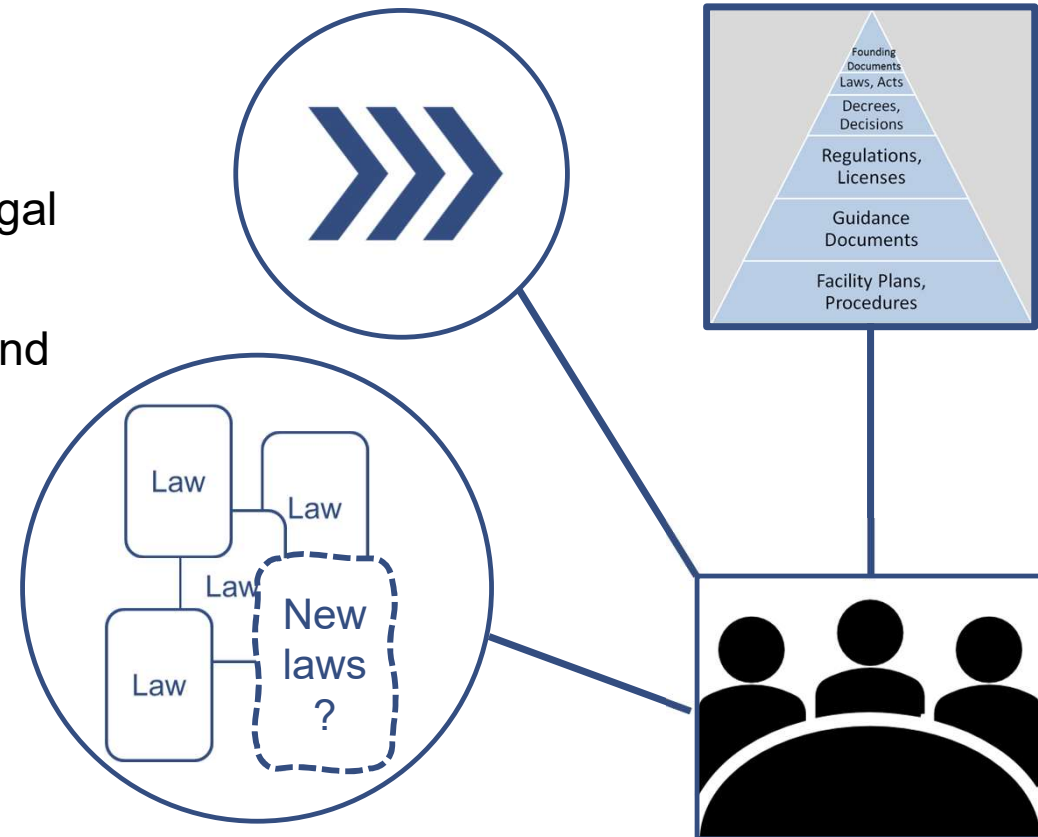 gal
nd
Founding
Documents
Laws, Acts
Decrees,
Decisions
Regulations,
Licenses
Guidance
Documents
Facility Plans,
Procedures
Law
Law
Law
Law
New
laws
?